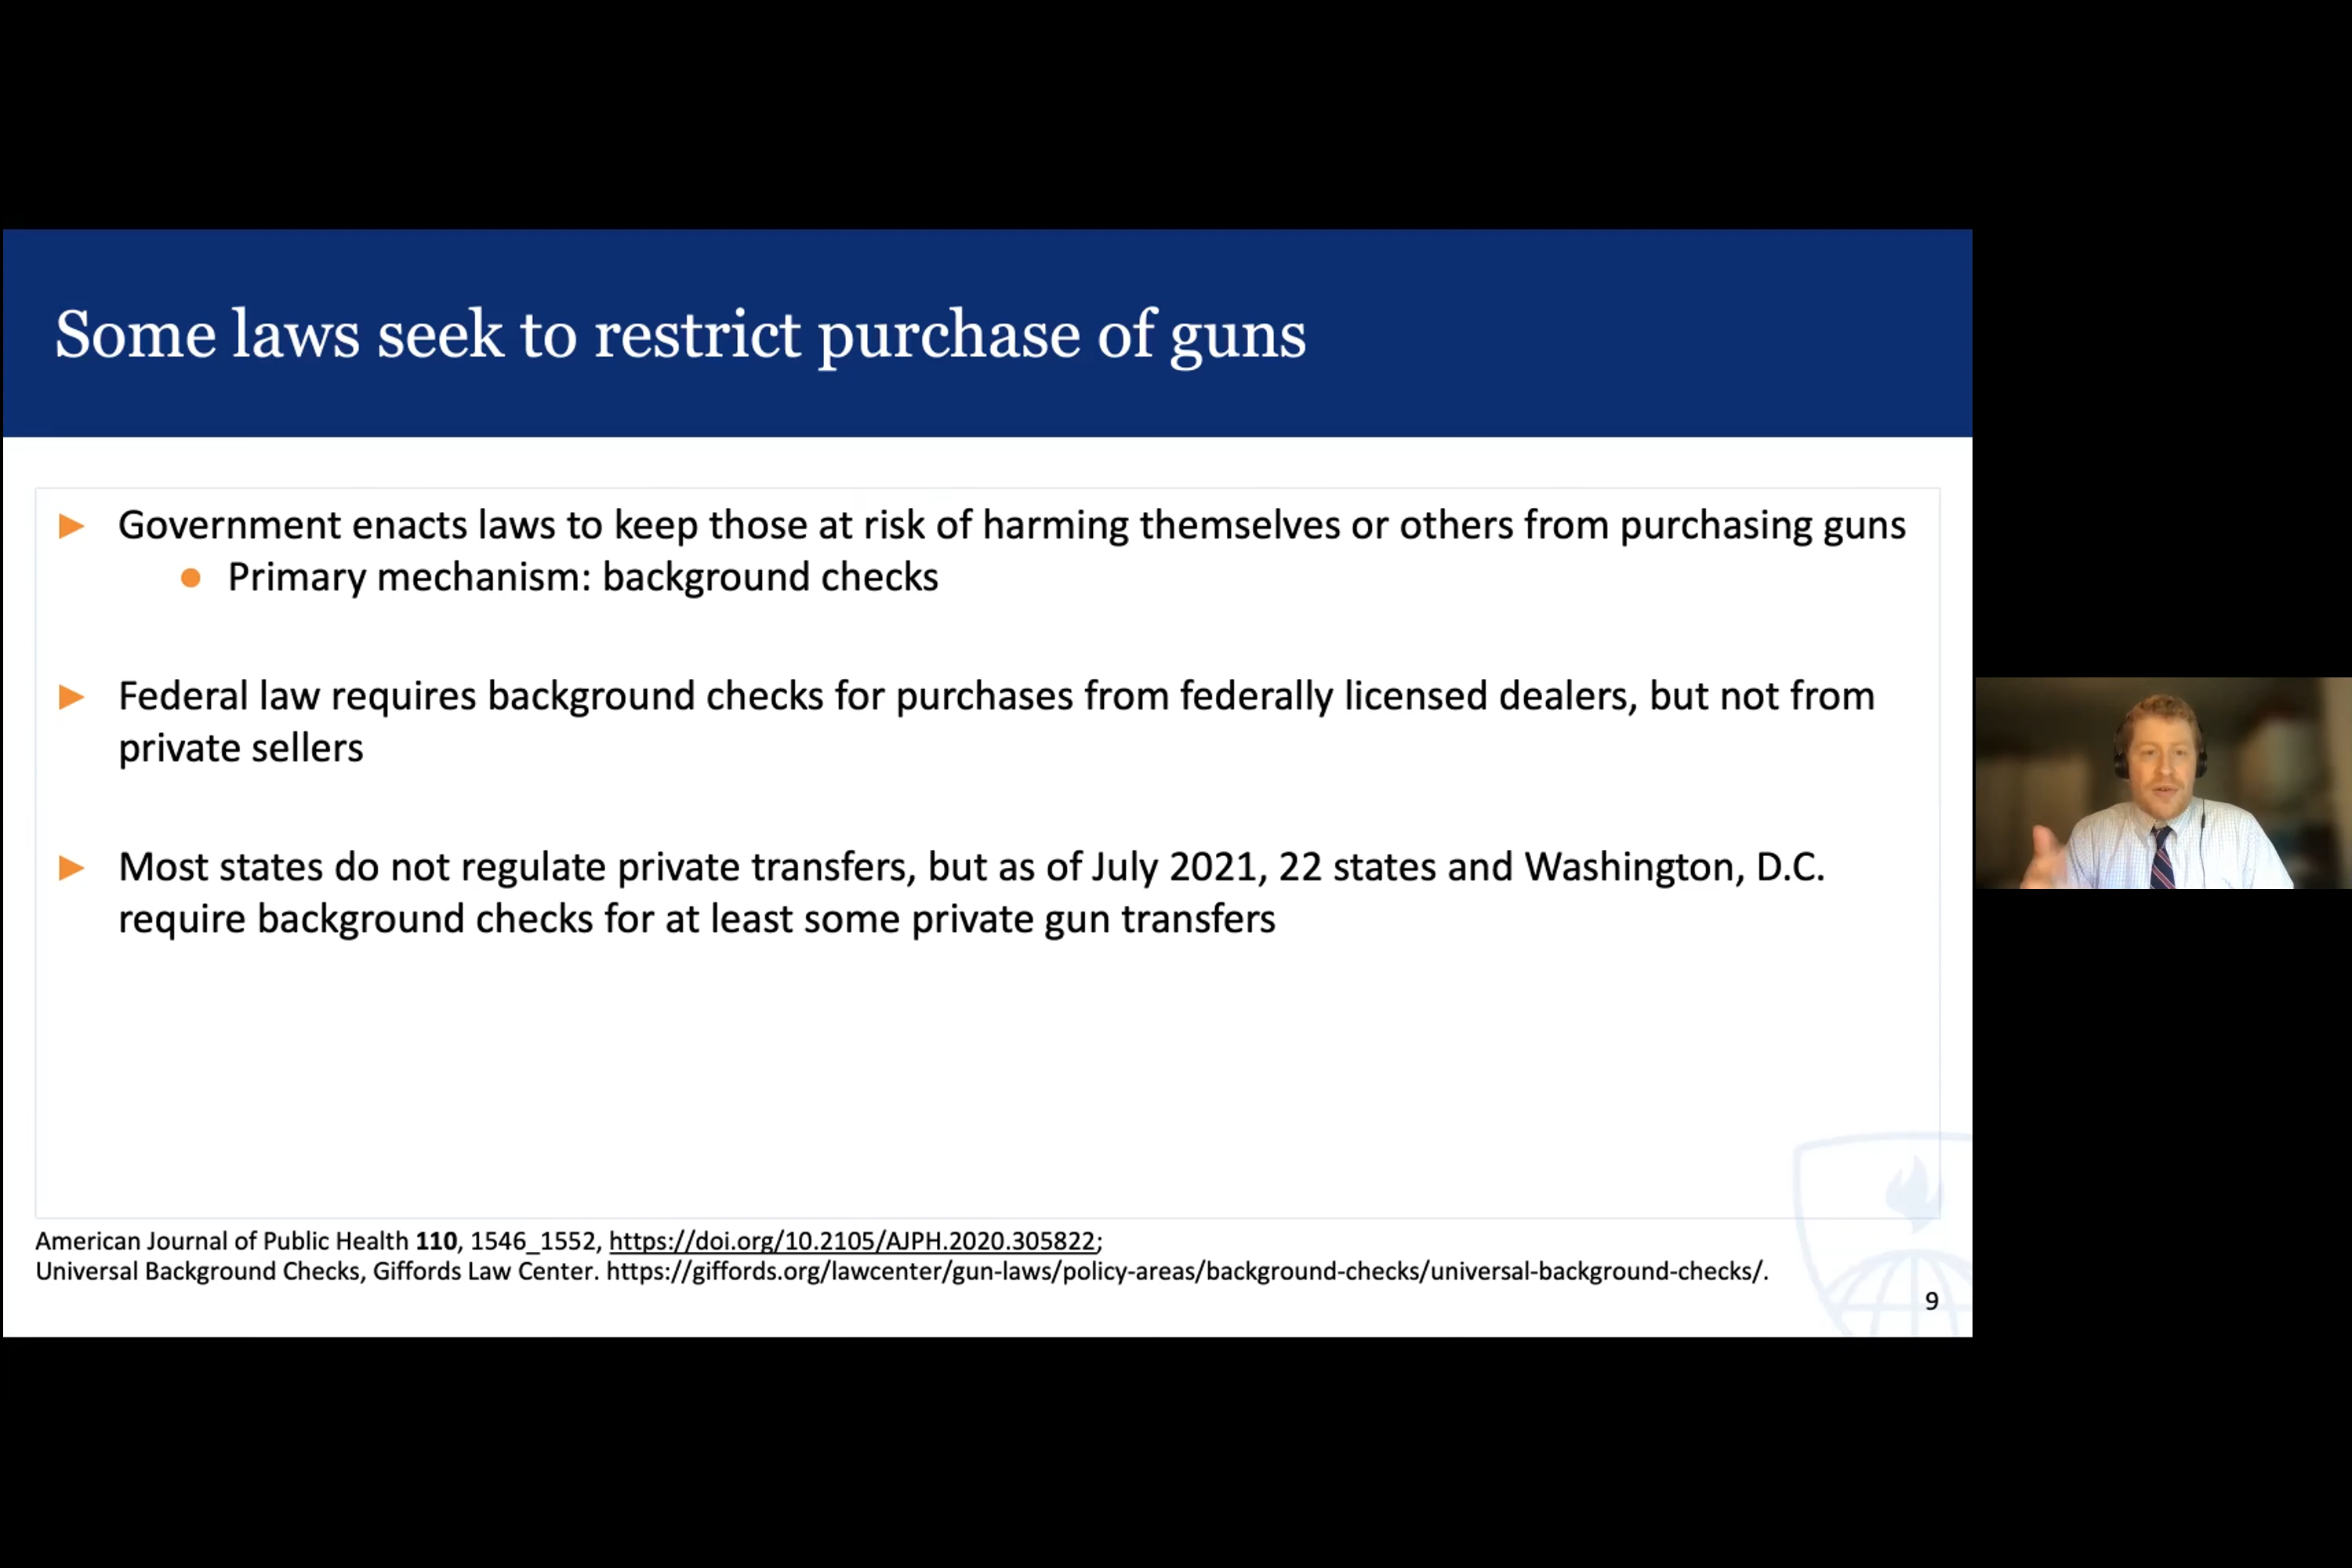 Some laws seek to restrict purchase of guns
Government enacts laws to keep those at risk of harming themselves or others from purchasing guns
Primary mechanism: background checks
Federal law requires background checks for purchases from federally licensed dealers, but not from
private sellers
Most states do not regulate private transfers, but as of July 2021, 22 states and Washington, D.C.
require background checks for at least some private gun transfers
American Journal of Public Health 110, 1546_1552, https://doi.org/10.2105/AJPH.2020.305822;
Universal Background Checks, Giffords Law Center. https://giffords.org/lawcenter/gun-laws/policy-areas/background-checks/universal-background-checks/.
9